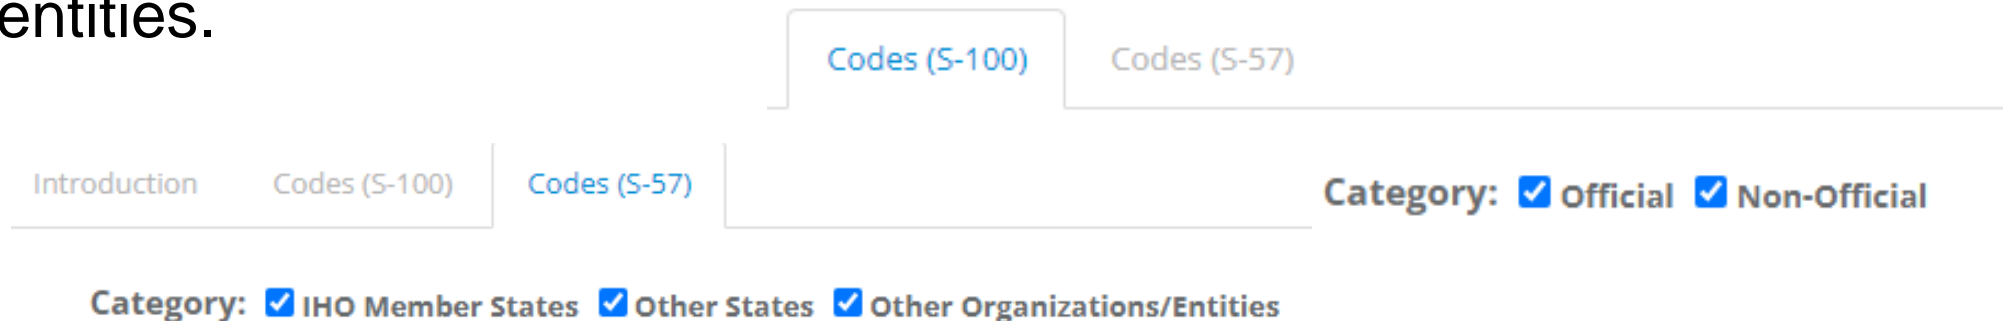 entities.
Codes (S-100) Codes (S-57)
Introduction Codes (S-100) Codes (S-57)
Category: Official Non-Official
Category: IHO Member States Other States Other Organizations/Entities